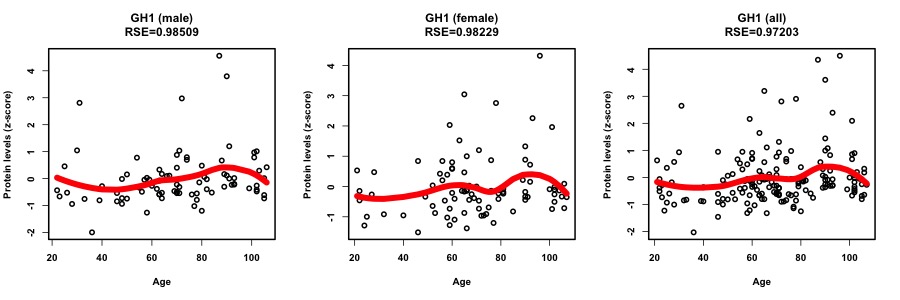 GH1 (male)
RSE=0.98509
Protein levels (z-score)
4
3
2
1
0
-1
-2
20
40
60
80
100
Age
GH1 (female)
RSE=0.98229
Protein levels (z-score)
4
3
2
1
0
-1
20
40
60
80
100
Age
GH1 (all)
RSE=0.97203
Protein levels (z-score)
4
3
2
1
0
-1
-2
20
40
60
80
100
Age